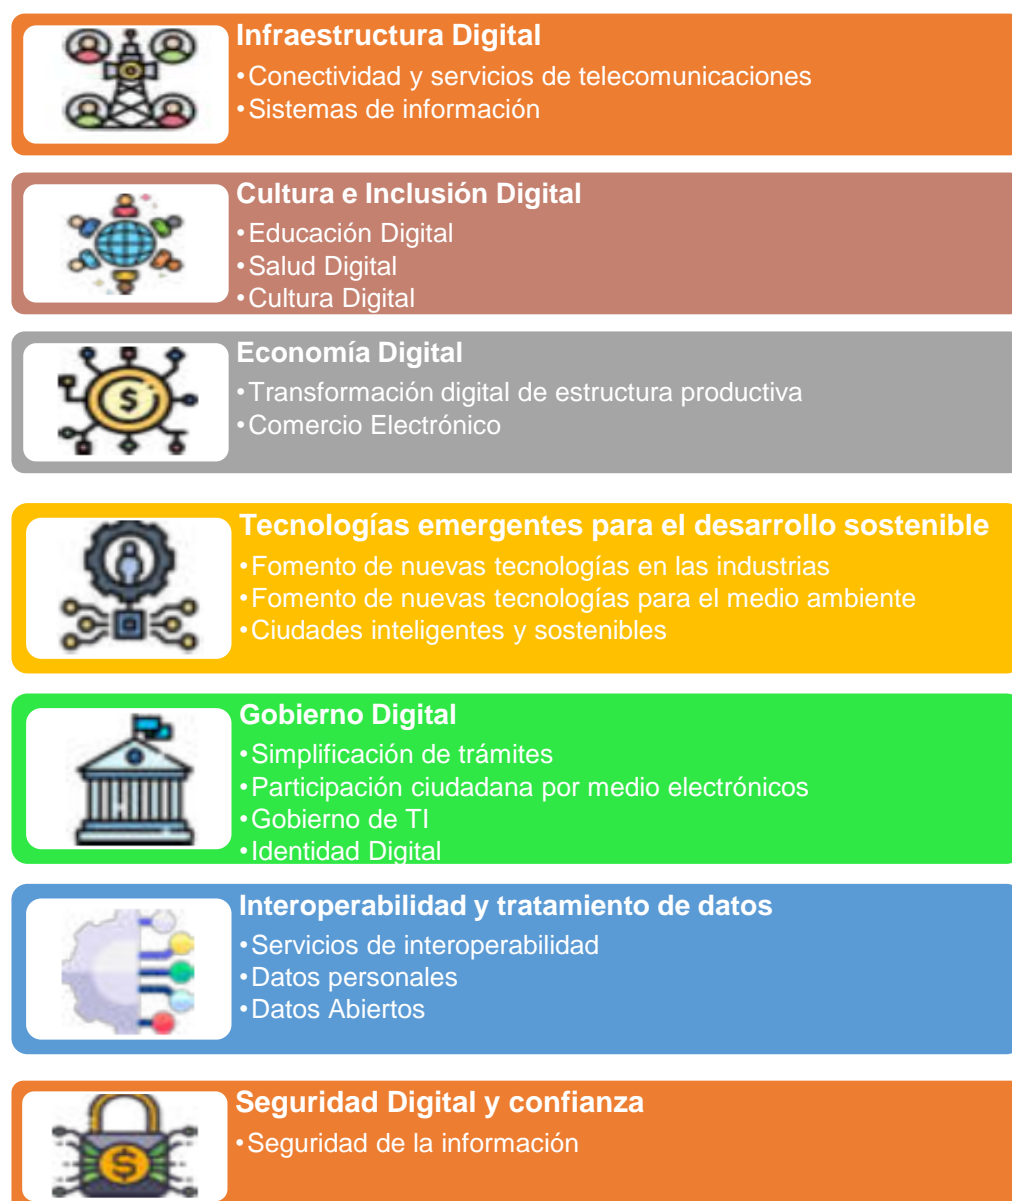 Infraestructura Digital
•Conectividad y servicios de telecomunicaciones
•Sistemas de información
Cultura e Inclusión Digital
•Educación Digital
•Salud Digital
•Cultura Digital
Economía Digital
•Transformación digital de estructura productiva
•Comercio Electrónico
Tecnologías emergentes para el desarrollo sostenible
•Fomento de nuevas tecnologías en las industrias
•Fomento de nuevas tecnologías para el medio ambiente
•Ciudades inteligentes y sostenibles
Gobierno Digital
•Simplificación de trámites
•Participación ciudadana por medio electrónicos
•Gobierno de TI
•Identidad Digital
Interoperabilidad y tratamiento de datos
•Servicios de interoperabilidad
•Datos personales
•Datos Abiertos
Seguridad Digital y confianza
•Seguridad de la información